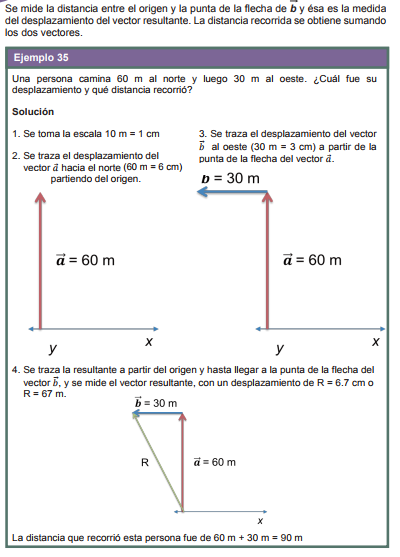 Se mide la distancia entre el origen y la punta de la flecha de b⃗ y ésa es la medida
del desplazamiento del vector resultante. La distancia recorrida se obtiene sumando
los dos vectores.
Ejemplo 35
Una persona camina 60 m al norte y luego 30 m al oeste. ¿Cuál fue su
desplazamiento y qué distancia recorrió?
Solución
1. Se toma la escala 10 m = 1 cm
2. Se traza el desplazamiento del
vector a⃗ hacia el norte (60 m = 6 cm)
partiendo del origen.
a⃗ = 60 m
x
y
3. Se traza el desplazamiento del vector
b⃗ al oeste (30 m = 3 cm) a partir de la
punta de la flecha del vector a⃗.
b = 30 m
a⃗ = 60 m
x
y
4. Se traza la resultante a partir del origen y hasta llegar a la punta de la flecha del
vector b⃗, y se mide el vector resultante, con un desplazamiento de R = 6.7 cm o
R = 67 m.
b⃗ = 30 m
R
a⃗ = 60 m
x
La distancia que recorrió esta persona fue de 60 m + 30 m = 90 m